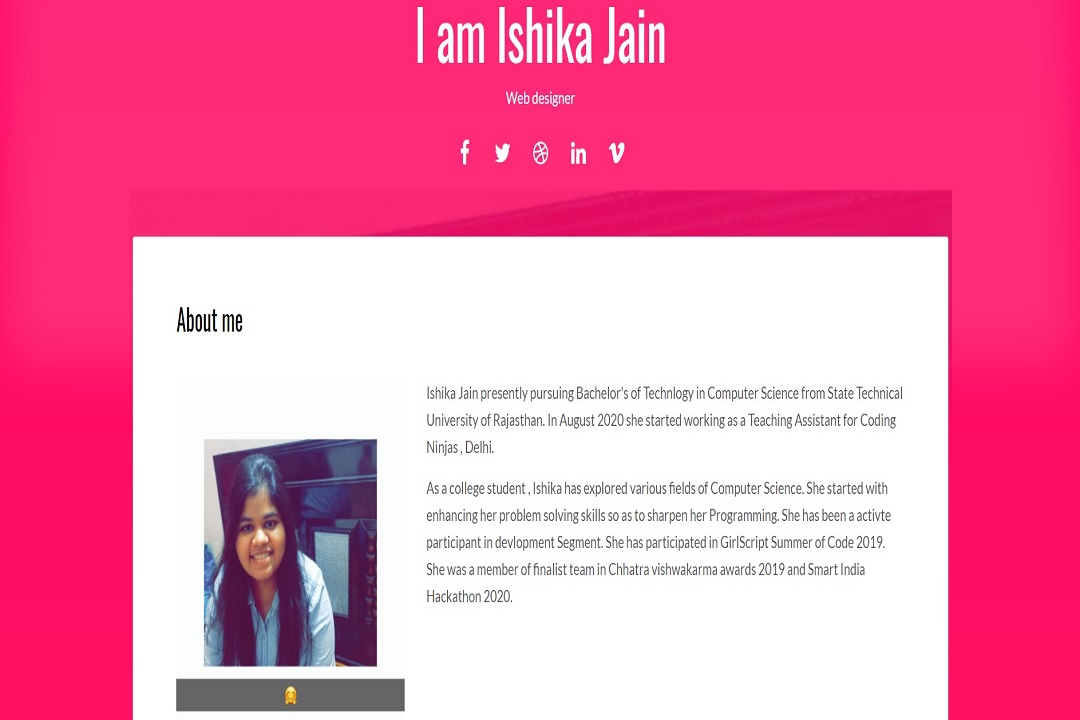 I am Ishika Jain
Web designer
About me
Ishika Jain presently pursuing Bachelor's of Technlogy in Computer Science from State Technical
University of Rajasthan. In August 2020 she started working as a Teaching Assistant for Coding
Ninjas , Delhi.
As a college student , Ishika has explored various fields of Computer Science. She started with
enhancing her problem solving skills so as to sharpen her Programming. She has been a activte
participant in devlopment Segment. She has participated in GirlScript Summer of Code 2019.
She was a member of finalist team in Chhatra vishwakarma awards 2019 and Smart India
Hackathon 2020.